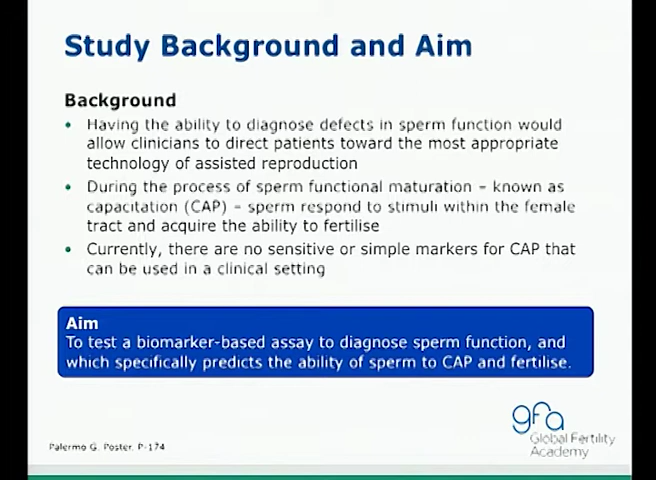 Study Background and Aim
Background
• Having the ability to diagnose defects in sperm function would
allow clinicians to direct patients toward the most appropriate
technology of assisted reproduction
• During the process of sperm functional maturation – known as
capacitation (CAP) – sperm respond to stimuli within the female
tract and acquire the ability to fertilise
• Currently, there are no sensitive or simple markers for CAP that
can be used in a clinical setting
Aim
To test a biomarker-based assay to diagnose sperm function, and
which specifically predicts the ability of sperm to CAP and fertilise.
gfa
Global Fertility
Academy
Palermo G. Poster. P-174